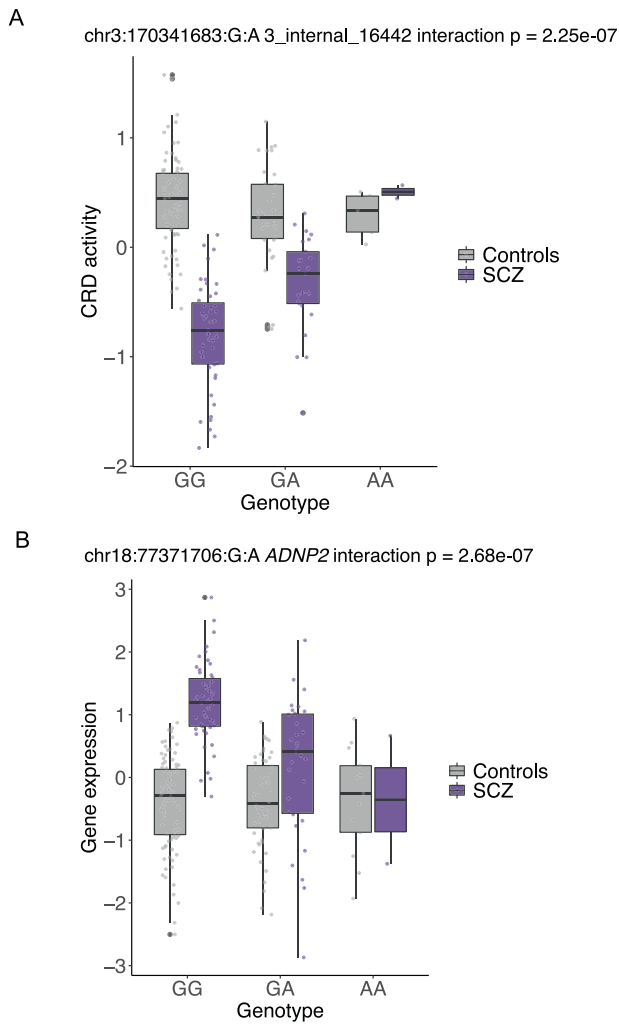 A
chr3:170341683:G:A 3_internal_16442 interaction p = 2.25e-07
CRD activity
1
0
−1
−2
GG GA AA
Genotype
Controls
SCZ
B
chr18:77371706:G:A ADNP2 interaction p = 2.68e-07
Gene expression
3
2
1
0
−1
−2
−3
GG GA AA
Genotype
Controls
SCZ